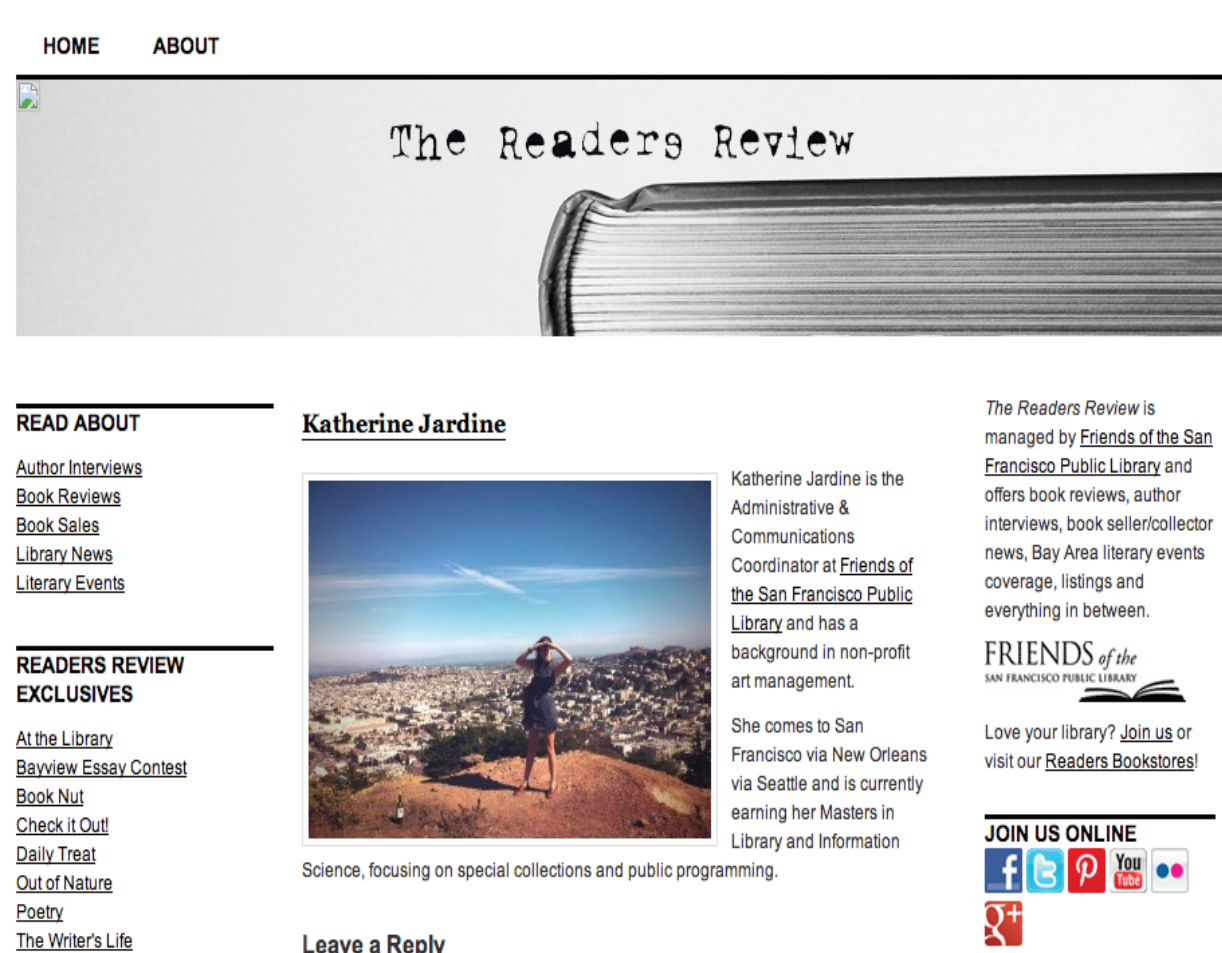 HOME ABOUT
The Readers Review
READ ABOUT
Author Interviews
Book Reviews
Book Sales
Library News
Literary Events
READERS REVIEW
EXCLUSIVES
At the Library
Bayview Essay Contest
Book Nut
Check it Out!
Daily Treat
Out of Nature
Poetry
The Writer's Life
Katherine Jardine
Katherine Jardine is the
Administrative &
Communications
Coordinator at Friends of
the San Francisco Public
Library and has a
background in non-profit
art management.
She comes to San
Francisco via New Orleans
via Seattle and is currently
earning her Masters in
Library and Information
Science, focusing on special collections and public programming.
Leave a Reply
The Readers Review is
managed by Friends of the San
Francisco Public Library and
offers book reviews, author
interviews, book seller/collector
news, Bay Area literary events
coverage, listings and
everything in between.
FRIENDS of the
SAN FRANCISCO PUBLIC LIBRARY
Love your library? Join us or
visit our Readers Bookstores!
JOIN US ONLINE
f t P You Tube
g+